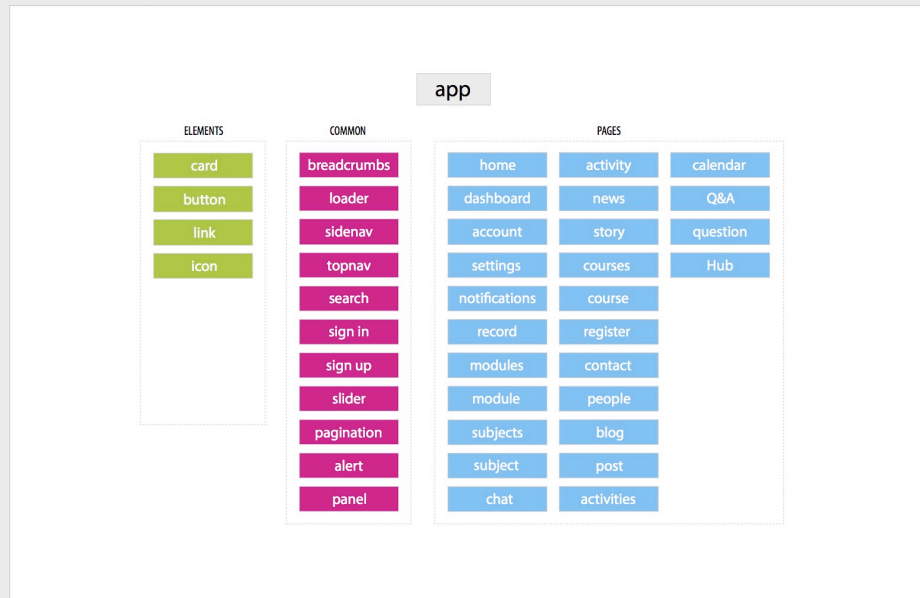 app
ELEMENTS
card
button
link
icon
COMMON
breadcrumbs
loader
sidenav
topnav
search
sign in
sign up
slider
pagination
alert
panel
PAGES
home
dashboard
account
settings
notifications
record
modules
module
subjects
subject
chat
activity
news
story
courses
course
register
contact
people
blog
post
activities
calendar
Q&A
question
Hub